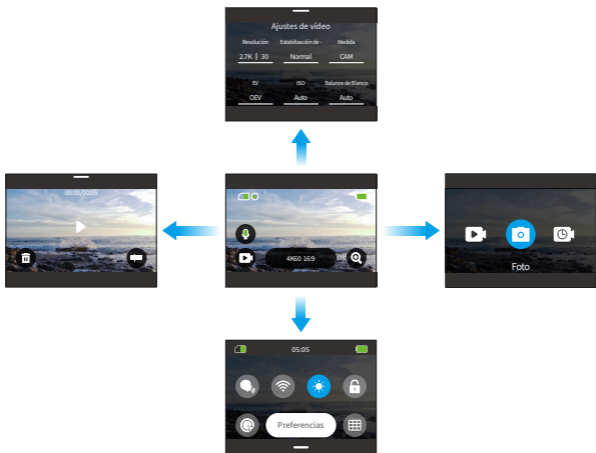 Ajustes de vídeo
Resolución Estabilización de - Medida
2.7K | 30 Normal CAM
EV ISO Balance de Blanco
OEV Auto Auto
00:00/00:05
4K60 16:9
Foto
05:05
Preferencias